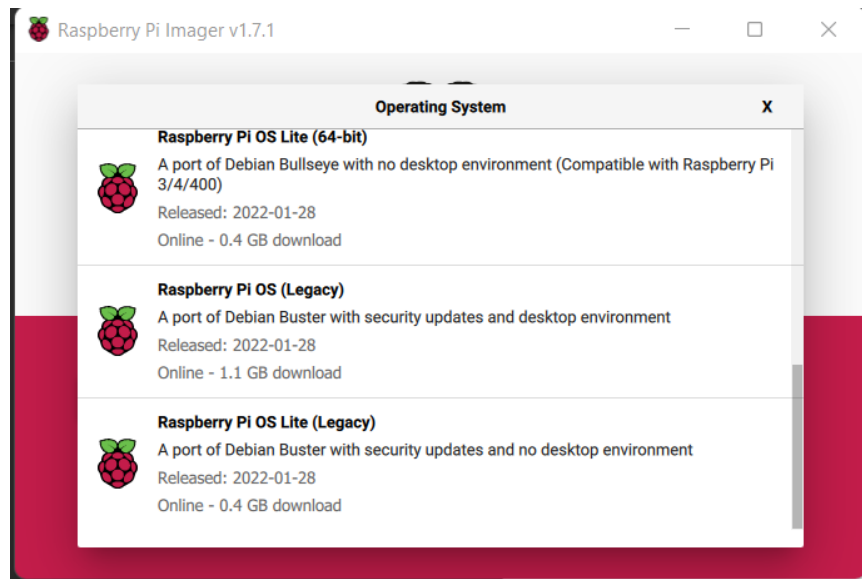 Raspberry Pi Imager v1.7.1
Operating System
X
Raspberry Pi OS Lite (64-bit)
A port of Debian Bullseye with no desktop environment (Compatible with Raspberry Pi
3/4/400)
Released: 2022-01-28
Online - 0.4 GB download
Raspberry Pi OS (Legacy)
A port of Debian Buster with security updates and desktop environment
Released: 2022-01-28
Online - 1.1 GB download
Raspberry Pi OS Lite (Legacy)
A port of Debian Buster with security updates and no desktop environment
Released: 2022-01-28
Online - 0.4 GB download